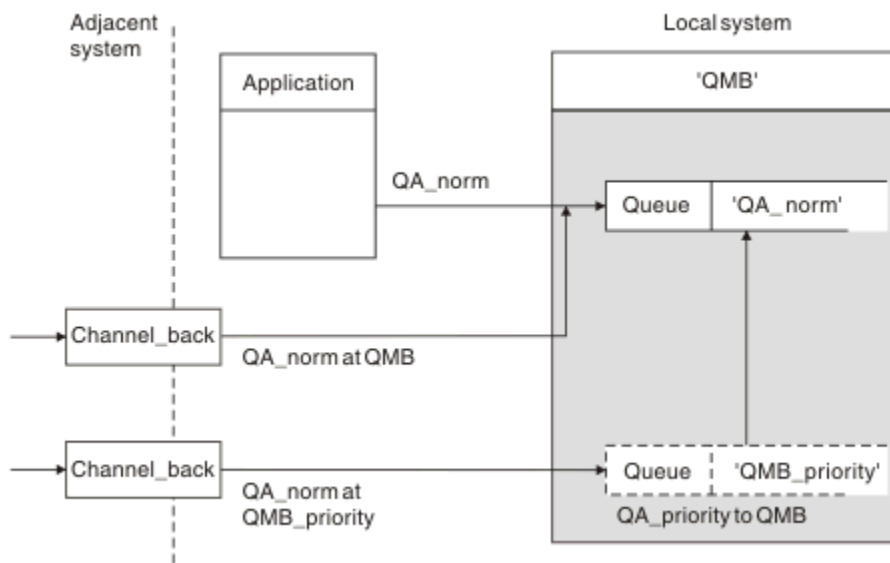 Adjacent
system
Local system
Application
'QMB'
QA_norm
Queue
'QA_norm'
Channel_back
QA_norm at QMB
Channel_back
QA_norm at
QMB_priority
Queue
'QMB_priority'
QA_priority to QMB